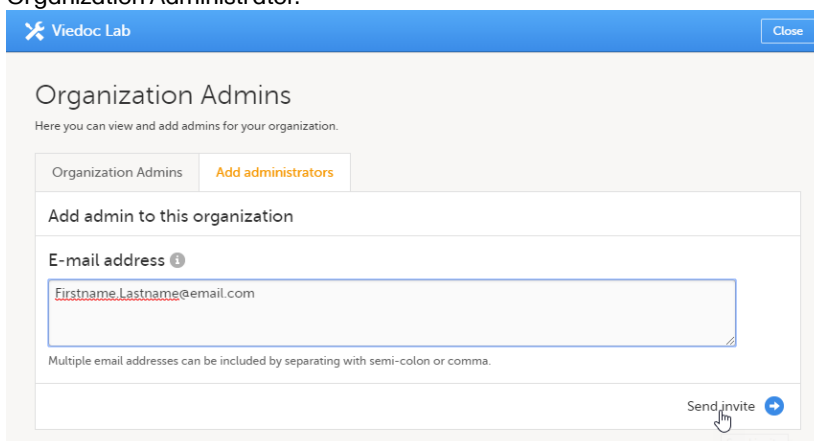 Organization Administrator.
Viedoc Lab
Close
Organization Admins
Here you can view and add admins for your organization.
Organization Admins
Add administrators
Add admin to this organization
E-mail address
Firstname.Lastname@email.com
Multiple email addresses can be included by separating with semi-colon or comma.
Send invite